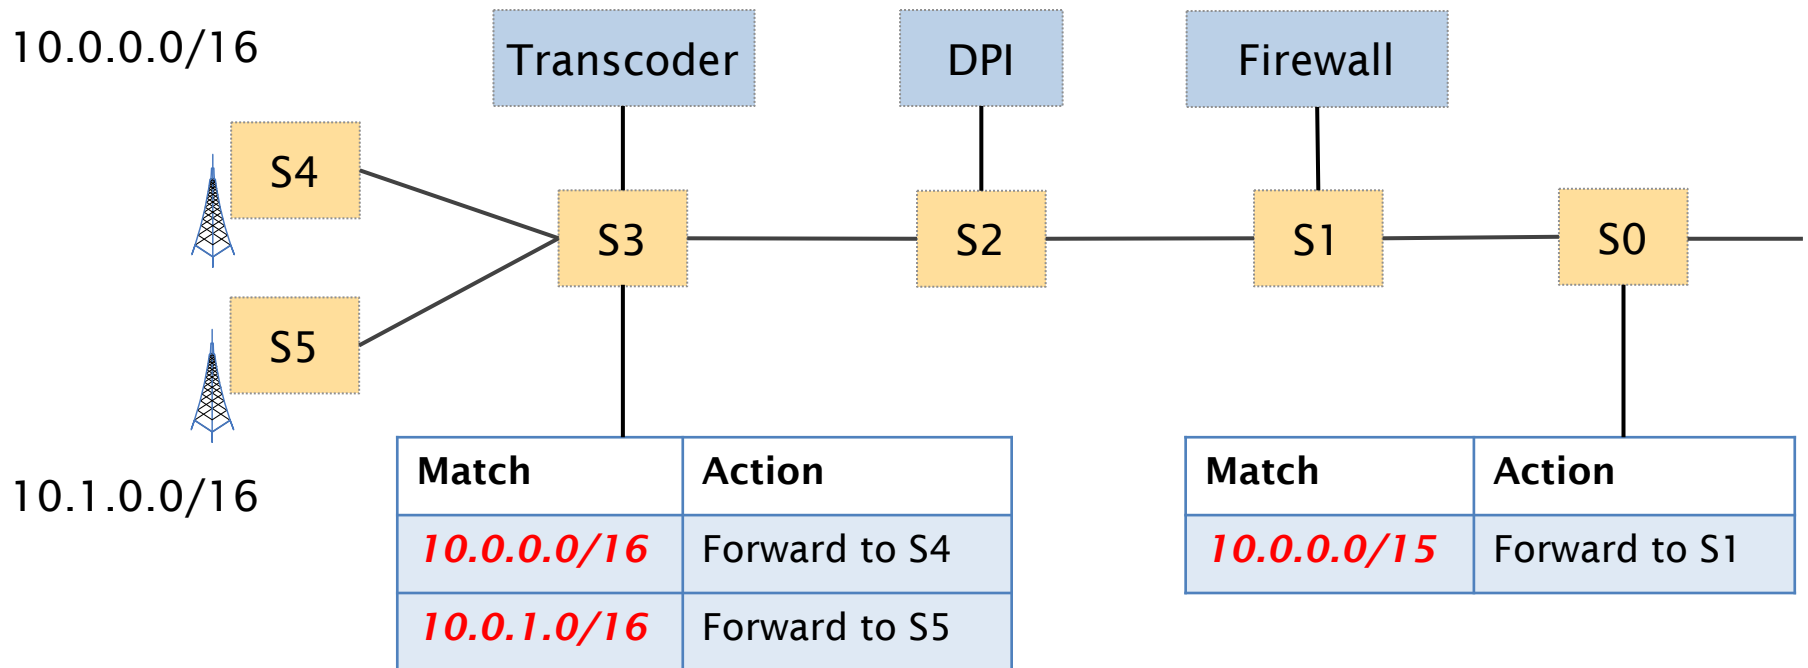 10.0.0.0/16
Transcoder
DPI
Firewall
S4
S3
S2
S1
S0
S5
10.1.0.0/16
Match Action
10.0.0.0/16 Forward to S4
10.0.1.0/16 Forward to S5
Match Action
10.0.0.0/15 Forward to S1